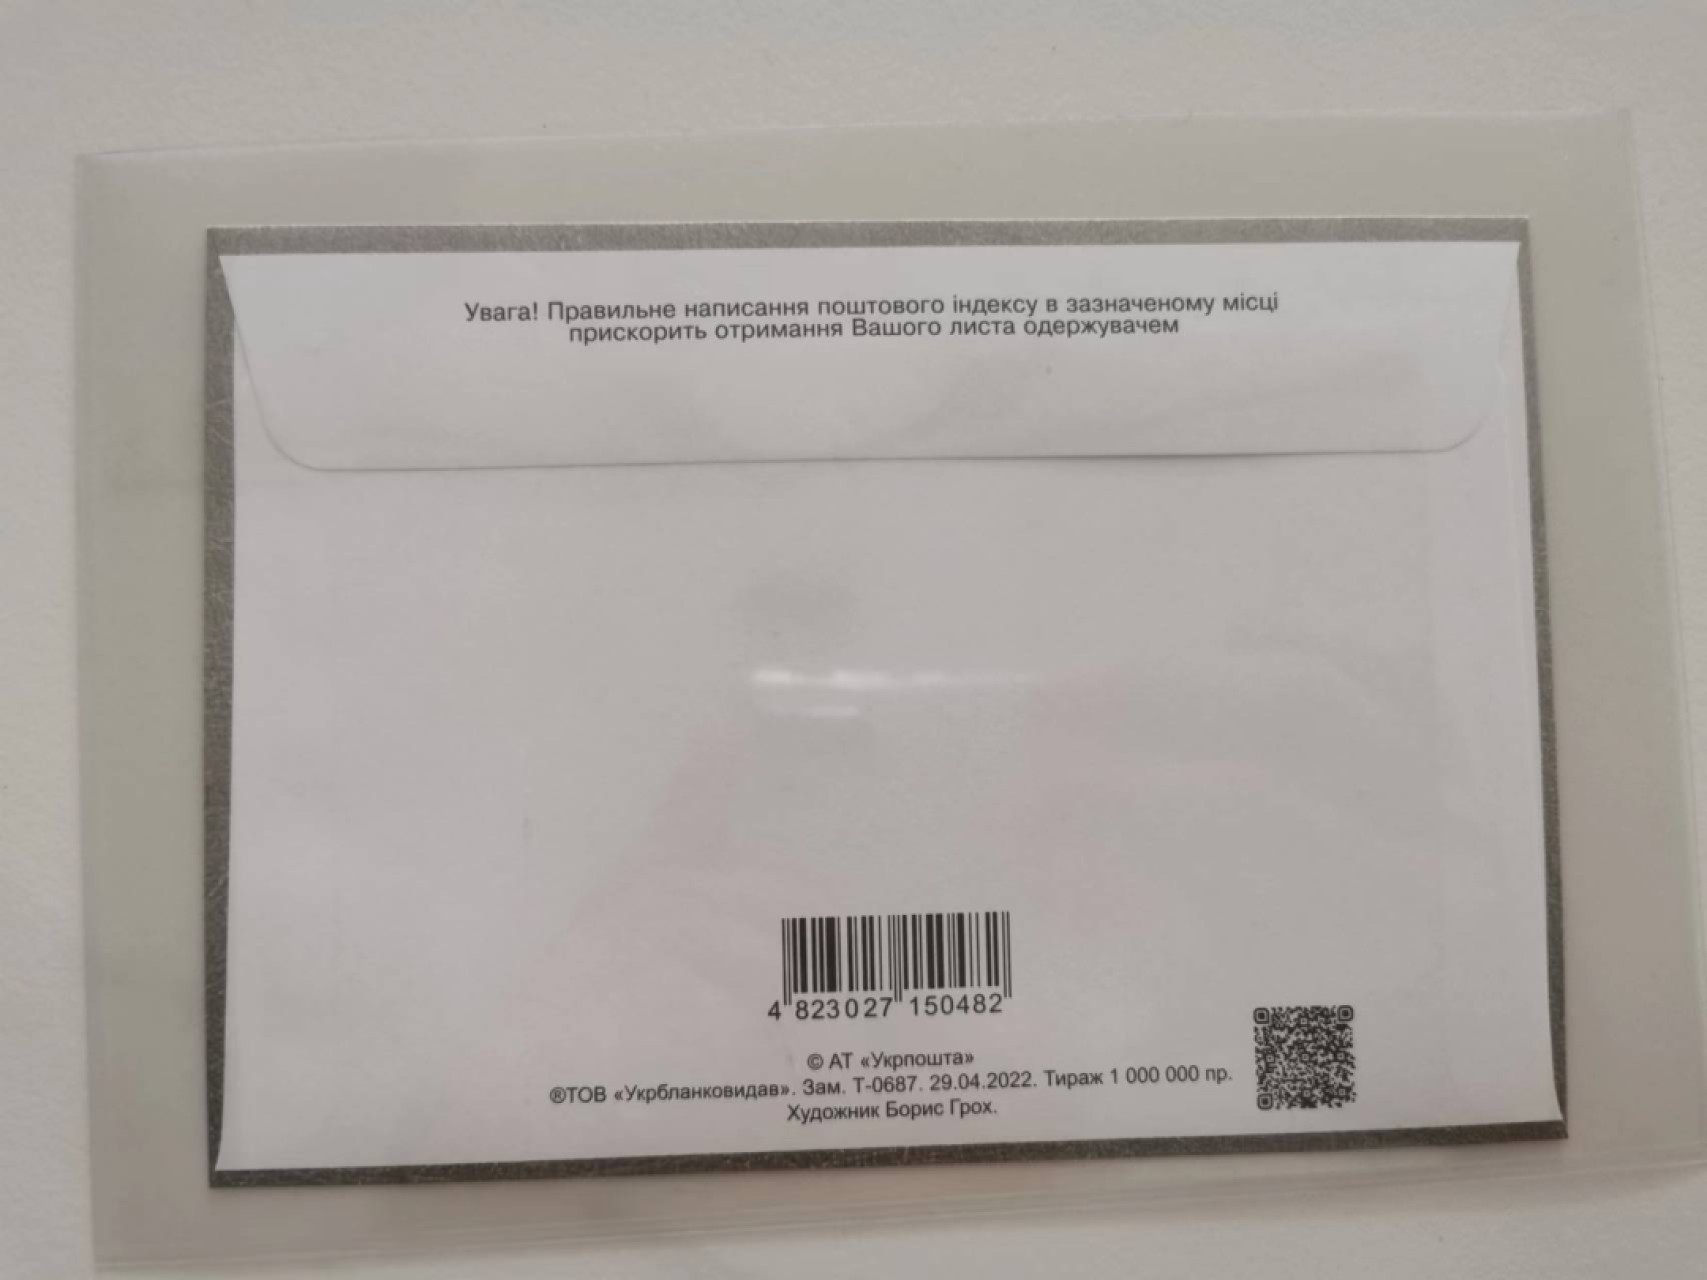 Увага! Правильне написання поштового індексу в зазначеному місці
прискорить отримання Вашого листа одержувачем
4 823027 150482
© АТ «Укрпошта»
®ТОВ «Укрбланковидав». Зам. Т-0687. 29.04.2022. Тираж 1 000 000 пр.
Художник Борис Грох.